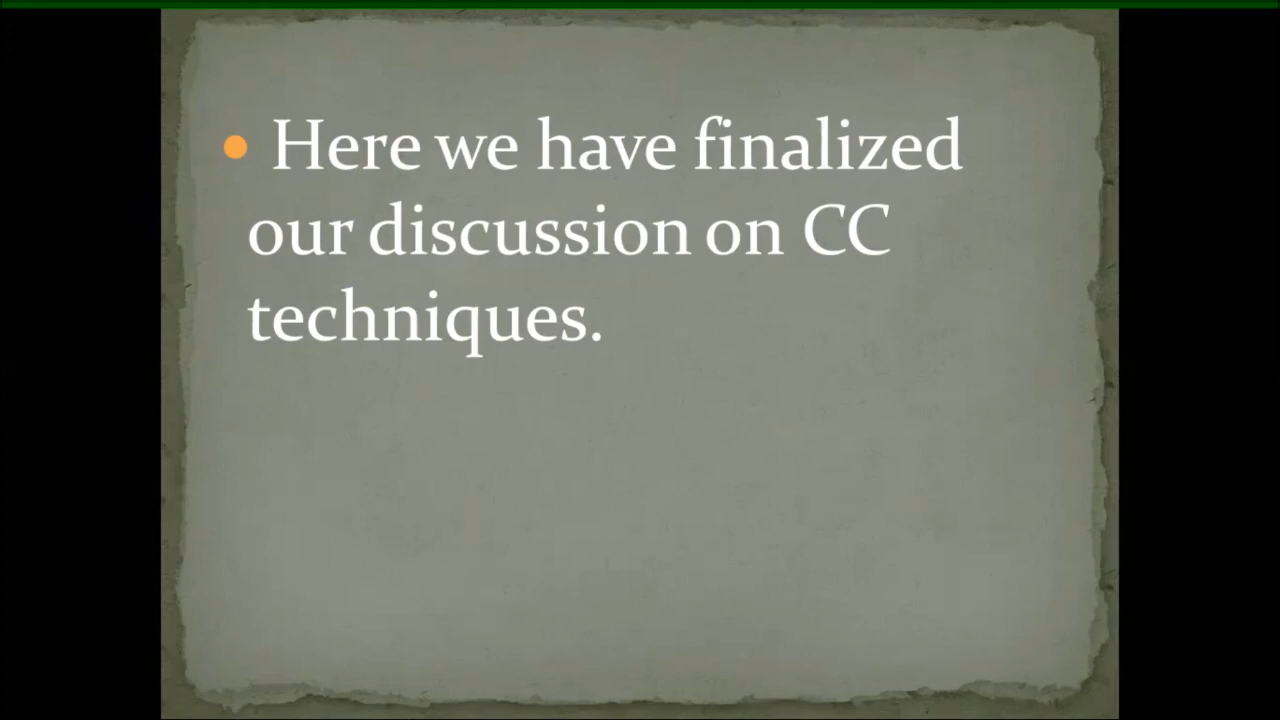 • Here we have finalized
our discussion on CC
techniques.